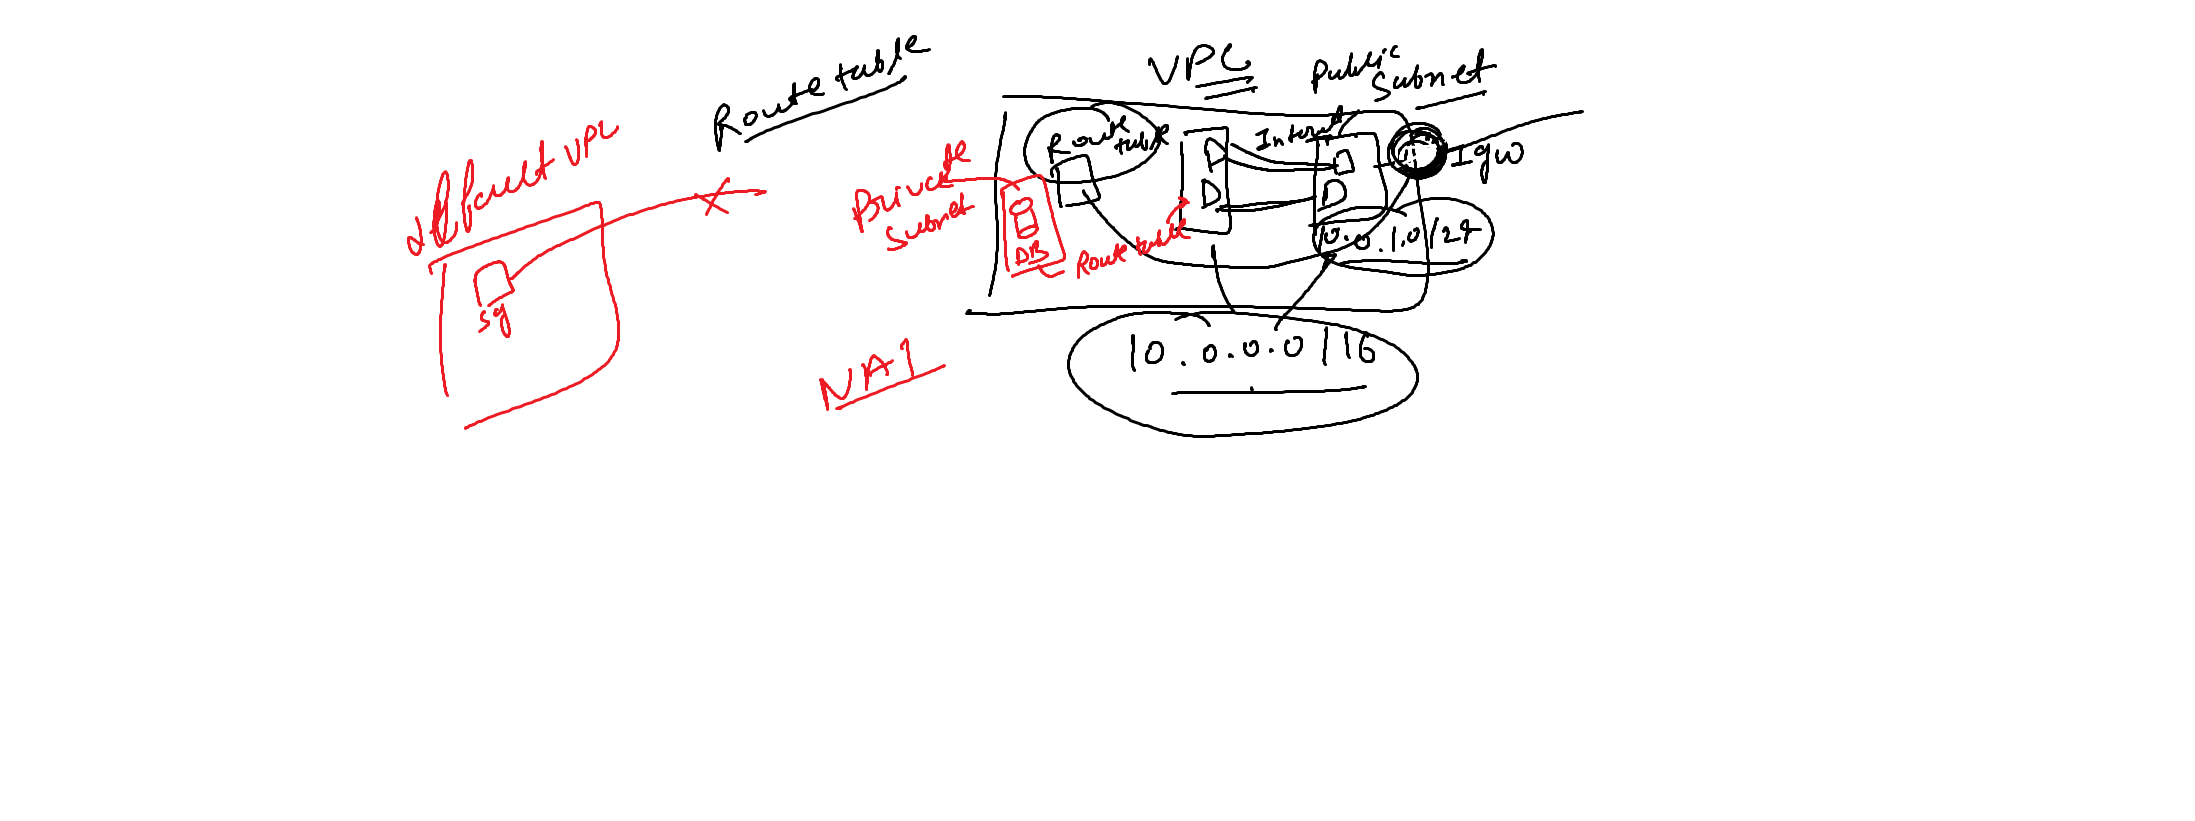 Route table
VPC
Public
Subnet
default VPC
sg
Private
Subnet
Route
table
Internet
Igw
DB
Route table
10.0.1.0/24
10.0.0.0/16